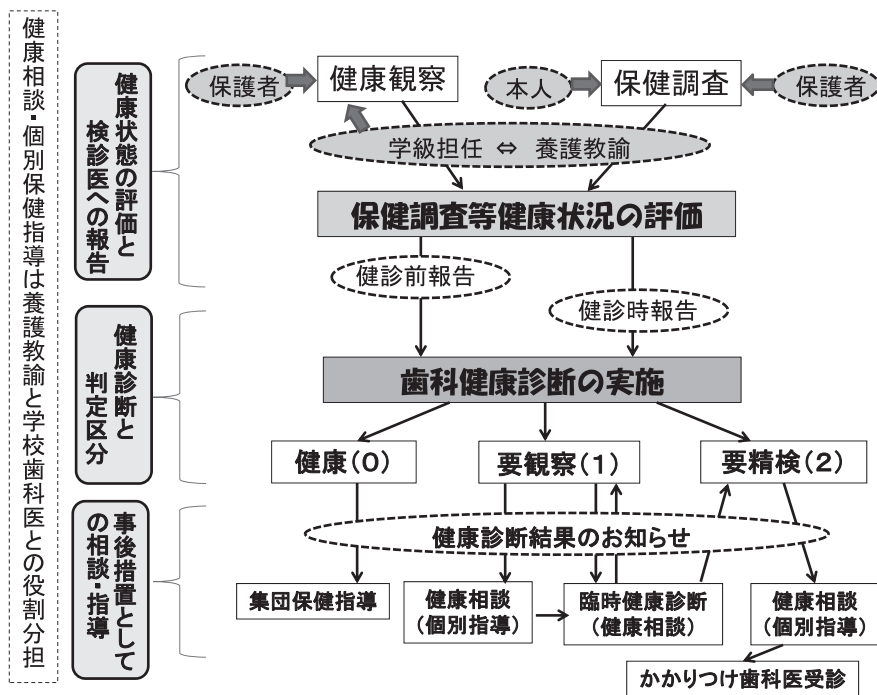 健康相談・個別保健指導は養護教諭と学校歯科医との役割分担
健康状態の評価と
検診医への報告
保護者
健康観察
本人
保健調査
保護者
学級担任 ⇔ 養護教諭
保健調査等健康状況の評価
健診前報告
健診時報告
健康診断と
判定区分
歯科健康診断の実施
健康(0)
要観察(1)
要精検(2)
事後措置として
の相談・指導
健康診断結果のお知らせ
集団保健指導
健康相談
(個別指導)
臨時健康診断
(健康相談)
健康相談
(個別指導)
かかりつけ歯科医受診